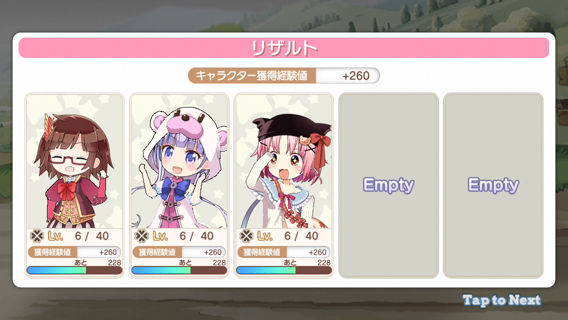 リザルト
キャラクター獲得経験値 +260
Empty
Empty
Lv. 6 / 40
獲得経験値 +260
あと 228
Lv. 6 / 40
獲得経験値 +260
あと 228
Lv. 6 / 40
獲得経験値 +260
あと 228
Tap to Next